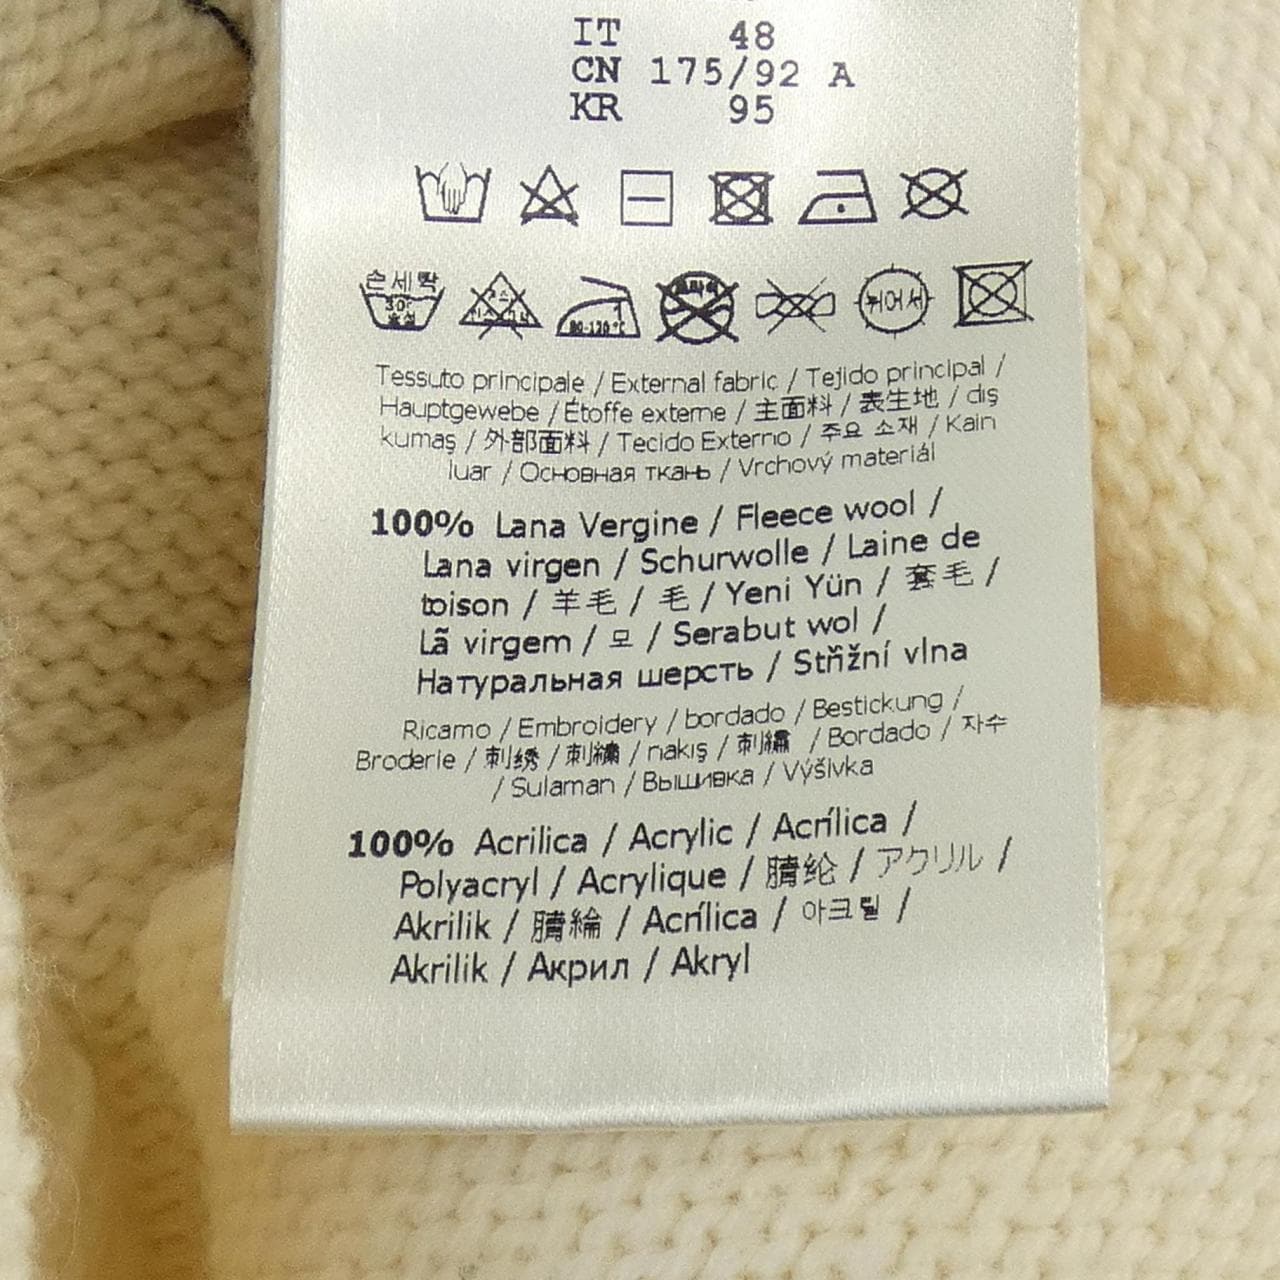 IT 48
CN 175/92 A
KR 95
손세탁
30°
중성
80-120℃
드라이
뉘어서
Tessuto principale / External fabric / Tejido principal /
Hauptgewebe / Étoffe externe / 主面料 / 表生地 / dış
kumaş / 外部面料 / Tecido Externo / 주요 소재 / Kain
luar / Основная ткань / Vrchový materiál
100% Lana Vergine / Fleece wool /
Lana virgen / Schurwolle / Laine de
toison / 羊毛 / 毛 / Yeni Yün / 套毛 /
Lã virgem / 모 / Serabut wol /
Натуральная шерсть / Střižní vlna
Ricamo / Embroidery / bordado / Bestickung /
Broderie / 刺绣 / 刺繍 / nakış / 刺繡 / Bordado / 자수
/ Sulaman / Вышивка / Výšivka
100% Acrilica / Acrylic / Acrílica /
Polyacryl / Acrylique / 腈纶 / アクリル /
Akrilik / 腈綸 / Acrílica / 아크릴 /
Akrilik / Акрил / Akryl